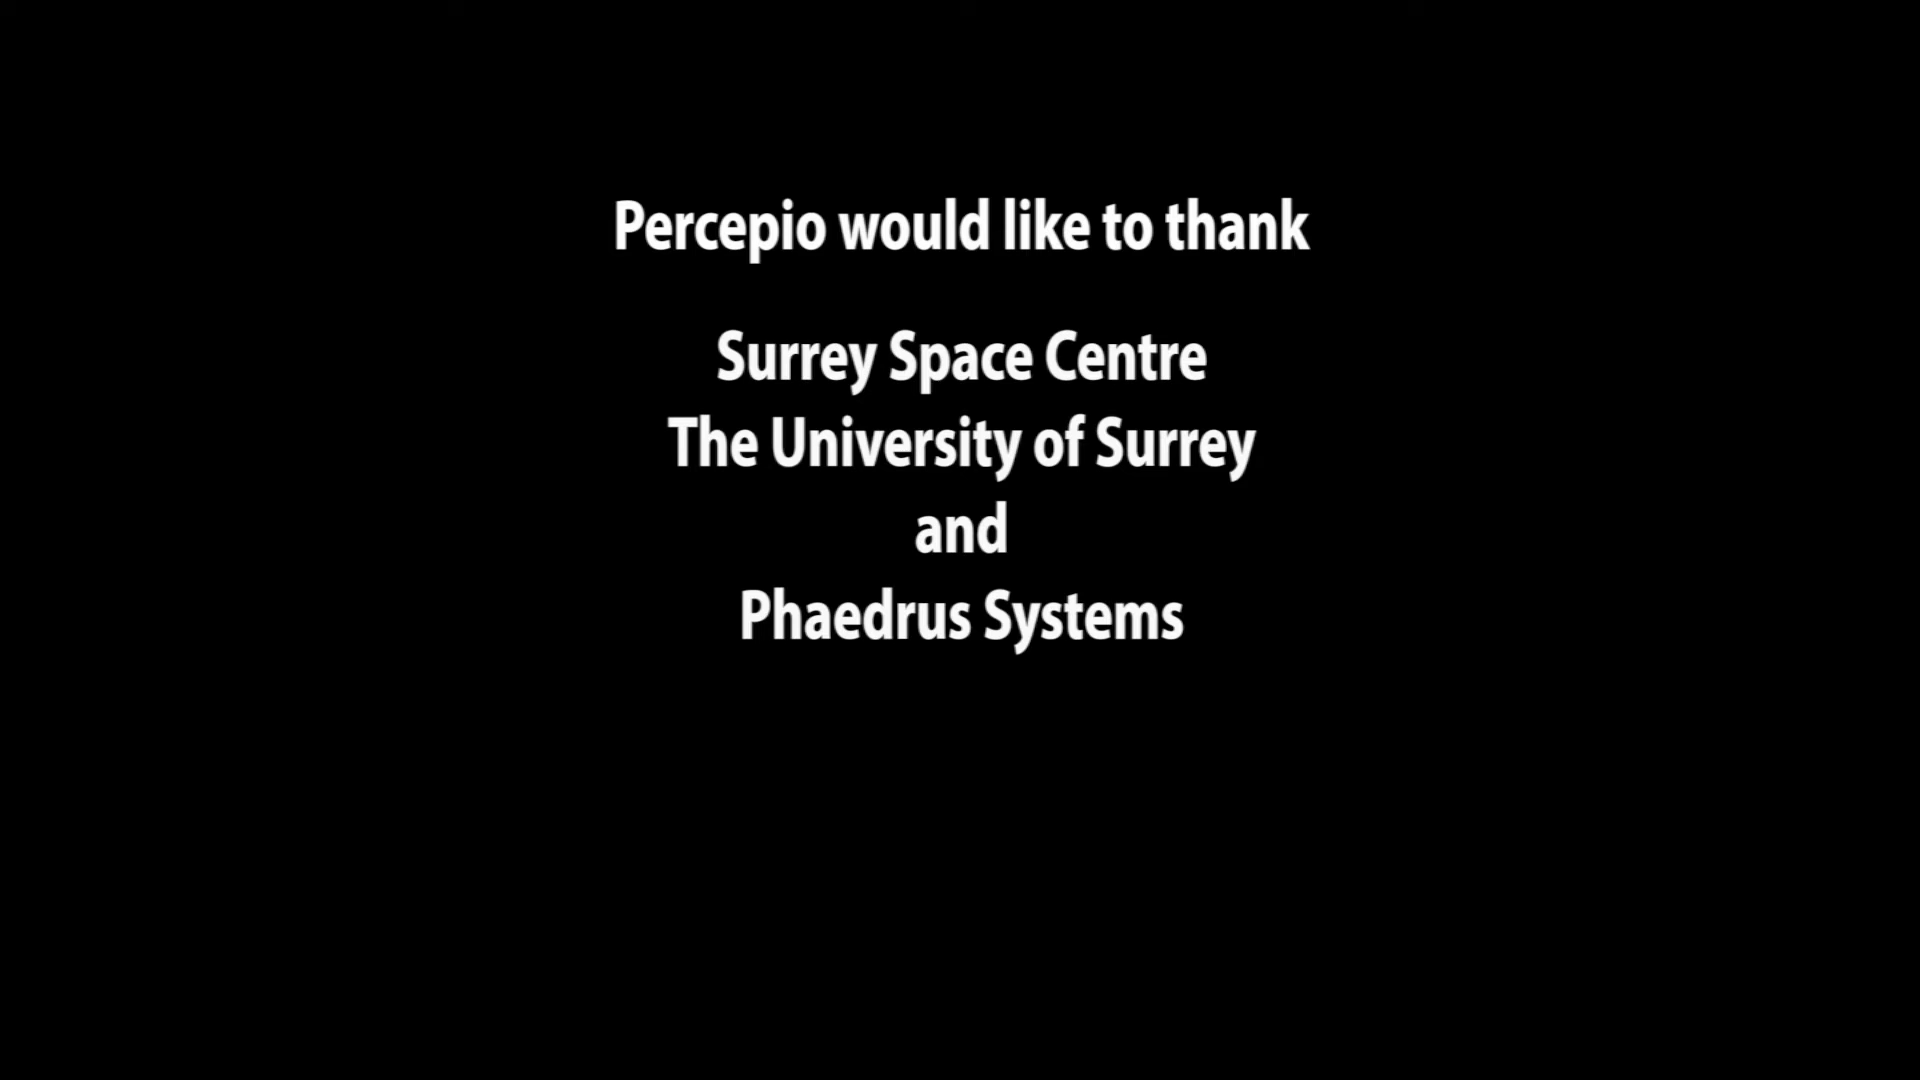 Percepio would like to thank
Surrey Space Centre
The University of Surrey
and
Phaedrus Systems